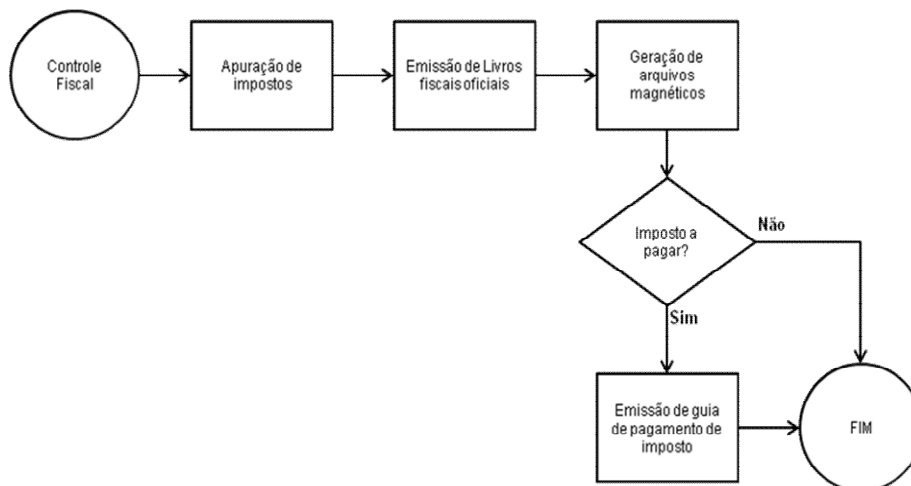 Controle
Fiscal
Apuração de
impostos
Emissão de Livros
fiscais oficiais
Geração de
arquivos
magnéticos
Imposto a
pagar?
Não
Sim
Emissão de guia
de pagamento de
imposto
FIM